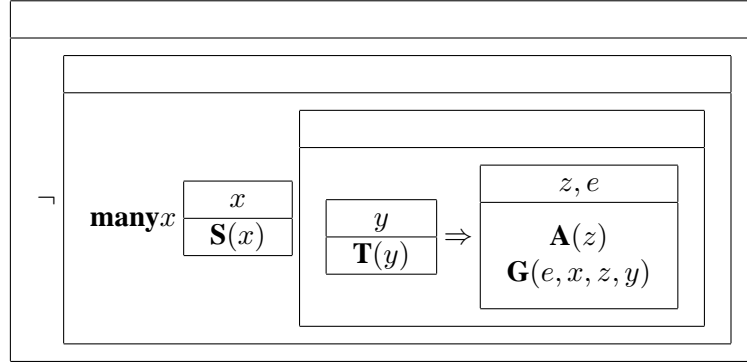 ¬
many x
x
S(x)
y
T(y)
⇒
z, e
A(z)
G(e, x, z, y)